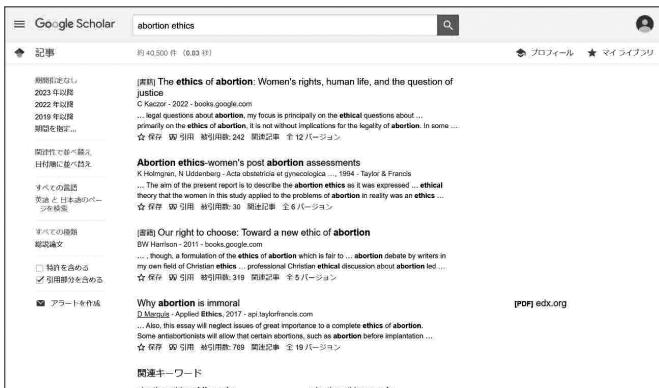 Google Scholar
abortion ethics
記事
約 40,500 件 (0.03 秒)
プロフィール
マイ ライブラリ
期間指定なし
2023 年以降
2022 年以降
2019 年以降
期間を指定...
関連性で並べ替え
日付順に並べ替え
すべての言語
英語 と 日本語のページを検索
すべての種類
総説論文
特許を含める
引用部分を含める
アラートを作成
[書籍] The ethics of abortion: Women's rights, human life, and the question of
justice
C Kaczor - 2022 - books.google.com
... legal questions about abortion, my focus is principally on the ethical questions about ...
primarily on the ethics of abortion, it is not without implications for the legality of abortion. In some ...
保存 引用 被引用数: 242 関連記事 全 12 バージョン
Abortion ethics-women's post abortion assessments
K Holmgren, N Uddenberg - Acta obstetricia et gynecologica ..., 1994 - Taylor & Francis
... The aim of the present report is to describe the abortion ethics as it was expressed ... ethical
theory that the women in this study applied to the problems of abortion in reality was an ethics ...
保存 引用 被引用数: 30 関連記事 全 6 バージョン
[書籍] Our right to choose: Toward a new ethic of abortion
BW Harrison - 2011 - books.google.com
... , though, a formulation of the ethics of abortion which is fair to ... abortion debate by writers in
my own field of Christian ethics ... professional Christian ethical discussion about abortion led ...
保存 引用 被引用数: 319 関連記事 全 5 バージョン
Why abortion is immoral
D Marquis - Applied Ethics, 2017 - api.taylorfrancis.com
... Also, this essay will neglect issues of great importance to a complete ethics of abortion.
Some antiabortionists will allow that certain abortions, such as abortion before implantation ...
保存 引用 被引用数: 769 関連記事 全 19 バージョン
[PDF] edx.org
関連キーワード